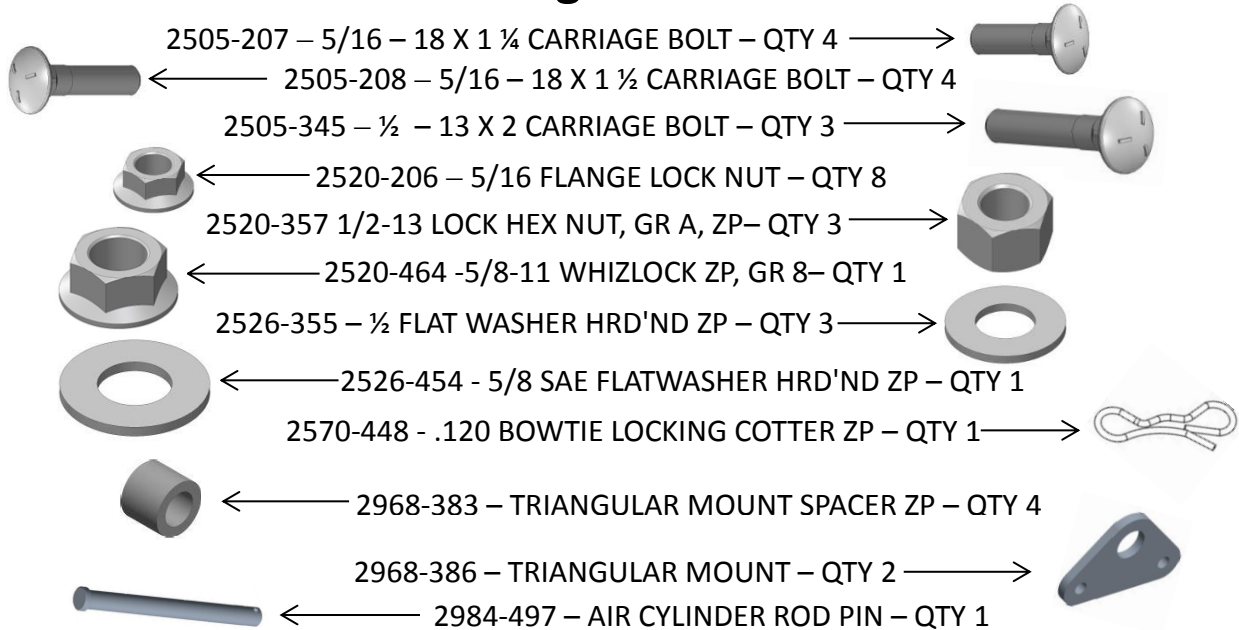 2505-207 – 5/16 – 18 X 1 ¼ CARRIAGE BOLT – QTY 4
2505-208 – 5/16 – 18 X 1 ½ CARRIAGE BOLT – QTY 4
2505-345 – ½ – 13 X 2 CARRIAGE BOLT – QTY 3
2520-206 – 5/16 FLANGE LOCK NUT – QTY 8
2520-357 1/2-13 LOCK HEX NUT, GR A, ZP– QTY 3
2520-464 -5/8-11 WHIZLOCK ZP, GR 8– QTY 1
2526-355 – ½ FLAT WASHER HRD'ND ZP – QTY 3
2526-454 - 5/8 SAE FLATWASHER HRD'ND ZP – QTY 1
2570-448 - .120 BOWTIE LOCKING COTTER ZP – QTY 1
2968-383 – TRIANGULAR MOUNT SPACER ZP – QTY 4
2968-386 – TRIANGULAR MOUNT – QTY 2
2984-497 – AIR CYLINDER ROD PIN – QTY 1